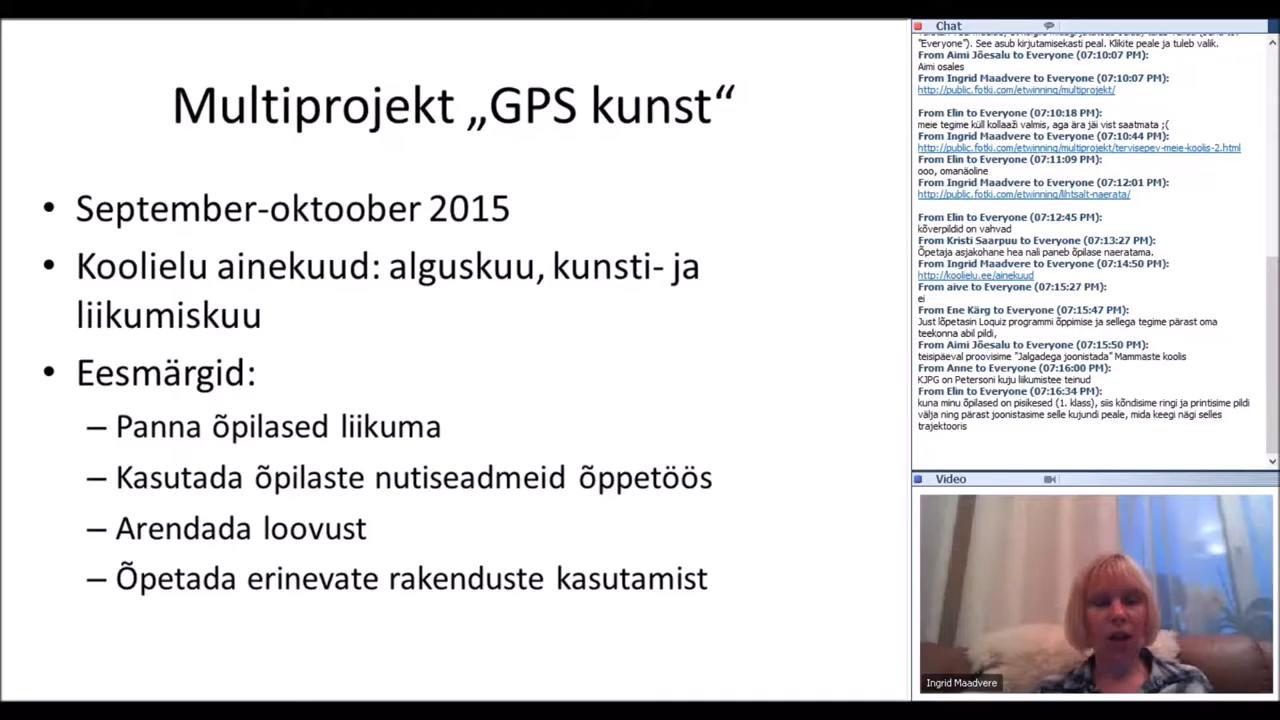 Multiprojekt „GPS kunst“
• September-oktoober 2015
• Koolielu ainekuud: aiguskuu, kunsti- ja
liikumiskuu
• Eesmärgid:
– Panna õpilased liikuma
– Kasutada õpilaste nutiseadmeid õppetöös
– Arendada loovust
– Õpetada erinevate rakenduste kasutamist
Chat
"Everyone"). See asub kirjutamisekasti peal. Klikite peale ja tuleb valik.
From Aimi Jõesalu to Everyone (07:10:07 PM):
Aimi osales
From Ingrid Maadvere to Everyone (07:10:07 PM):
http://public.fotki.com/etwinning/multiprojekt/
From Elin to Everyone (07:10:18 PM):
meie tegime küll kollaaži valmis, aga ära jäi vist saatmata ;(
From Ingrid Maadvere to Everyone (07:10:44 PM):
http://public.fotki.com/etwinning/multiprojekt/tervisepev-meie-koolis-2.html
From Elin to Everyone (07:11:09 PM):
ooo, omanäoline
From Ingrid Maadvere to Everyone (07:12:01 PM):
http://public.fotki.com/etwinning/lihtsalt-naerata/
From Elin to Everyone (07:12:45 PM):
kõverpildid on vahvad
From Kristi Saarpuu to Everyone (07:13:27 PM):
Õpetaja asjakohane hea nali paneb õpilase naeratama.
From Ingrid Maadvere to Everyone (07:14:50 PM):
http://koolielu.ee/ainekuud
From aive to Everyone (07:15:27 PM):
ei
From Ene Kärg to Everyone (07:15:47 PM):
Just lõpetasin Loquiz programmi õppimise ja sellega tegime pärast oma
teekonna abil pildi,
From Aimi Jõesalu to Everyone (07:15:50 PM):
teisipäeval proovisime "Jalgadega joonistada" Mammaste koolis
From Anne to Everyone (07:16:00 PM):
KJPG on Petersoni kuju liikumistee teinud
From Elin to Everyone (07:16:34 PM):
kuna minu õpilased on pisikesed (1. klass), siis kõndisime ringi ja printisime pildi
välja ning pärast joonistasime selle kujundi peale, mida keegi nägi selles
trajektooris
Video
Ingrid Maadvere